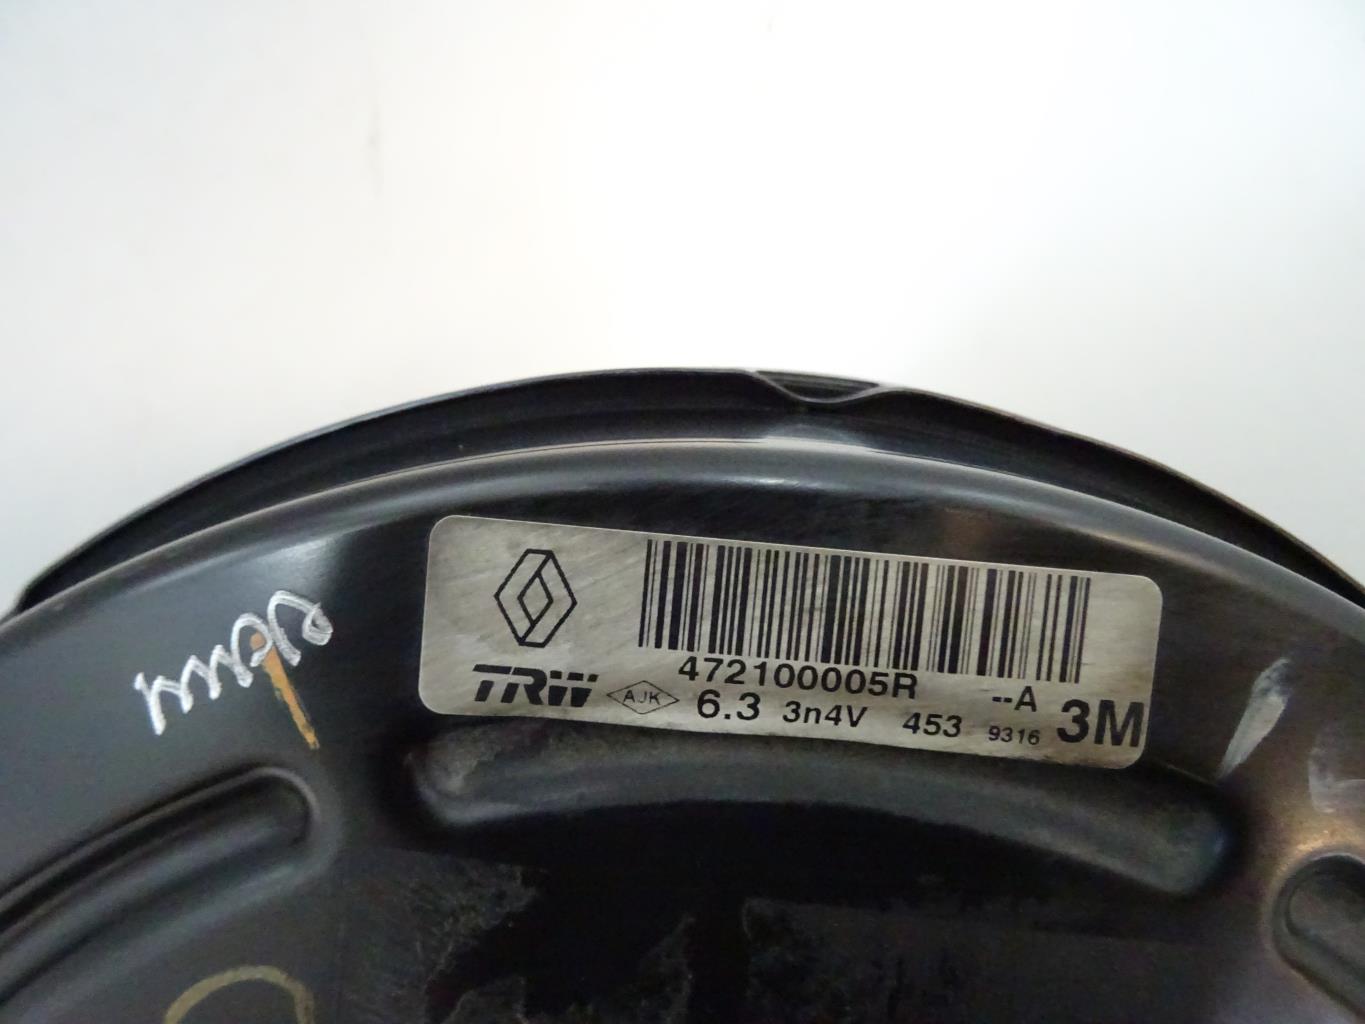 472100005R --A
TRW AJK 6.3 3n4V 453 9316 3M